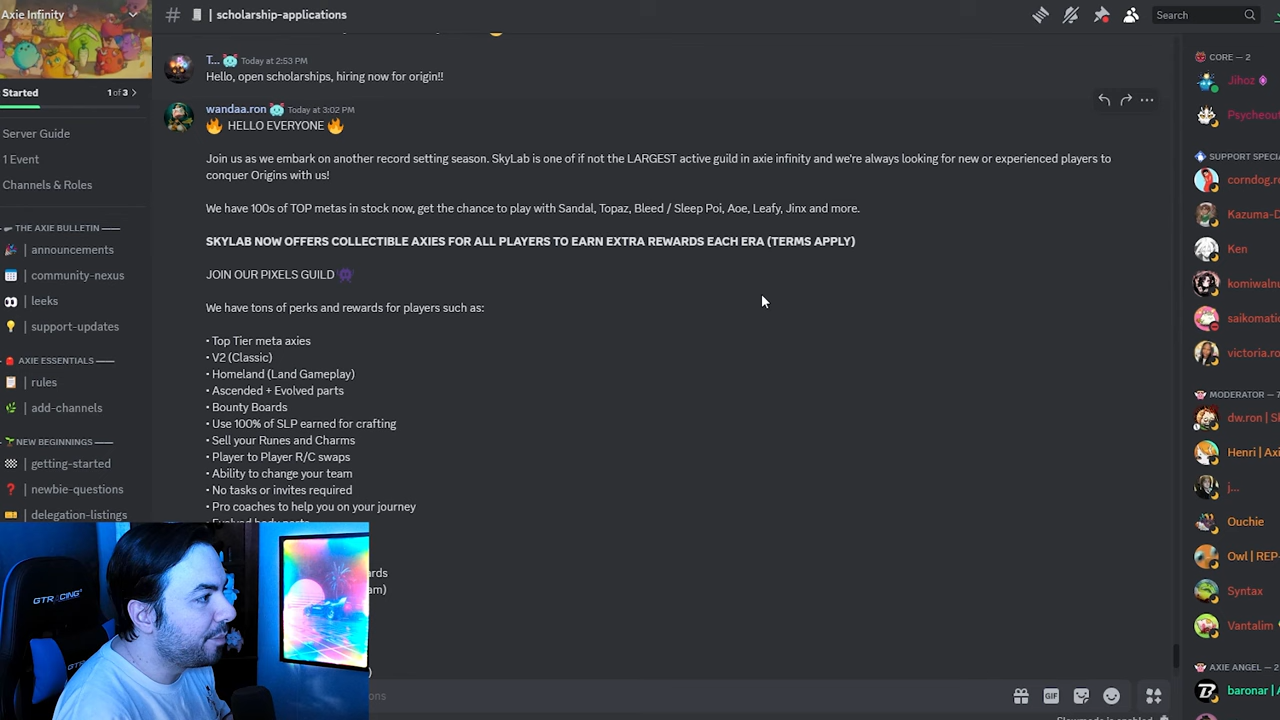 Axie Infinity
| scholarship-applications
Search
Started
1 of 3
Server Guide
1 Event
Channels & Roles
THE AXIE BULLETIN
| announcements
| community-nexus
| leeks
| support-updates
AXIE ESSENTIALS
| rules
| add-channels
NEW BEGINNINGS
| getting-started
| newbie-questions
| delegation-listings
T... Today at 2:53 PM
Hello, open scholarships, hiring now for origin!!
wandaa.ron Today at 3:02 PM
🔥 HELLO EVERYONE 🔥
Join us as we embark on another record setting season. SkyLab is one of if not the LARGEST active guild in axie infinity and we're always looking for new or experienced players to
conquer Origins with us!
We have 100s of TOP metas in stock now, get the chance to play with Sandal, Topaz, Bleed / Sleep Poi, Aoe, Leafy, Jinx and more.
SKYLAB NOW OFFERS COLLECTIBLE AXIES FOR ALL PLAYERS TO EARN EXTRA REWARDS EACH ERA (TERMS APPLY)
JOIN OUR PIXELS GUILD 👾
We have tons of perks and rewards for players such as:
• Top Tier meta axies
• V2 (Classic)
• Homeland (Land Gameplay)
• Ascended + Evolved parts
• Bounty Boards
• Use 100% of SLP earned for crafting
• Sell your Runes and Charms
• Player to Player R/C swaps
• Ability to change your team
• No tasks or invites required
• Pro coaches to help you on your journey
GTRACING
GIF
CORE — 2
Jihoz
Psycheout
SUPPORT SPECIA
corndog.r
Kazuma-D
Ken
komiwalnu
saikomatic
victoria.ro
MODERATOR — 7
dw.ron | S
Henri | Axi
j...
Ouchie
Owl | REP
Syntax
Vantalim
AXIE ANGEL — 2
baronar | A